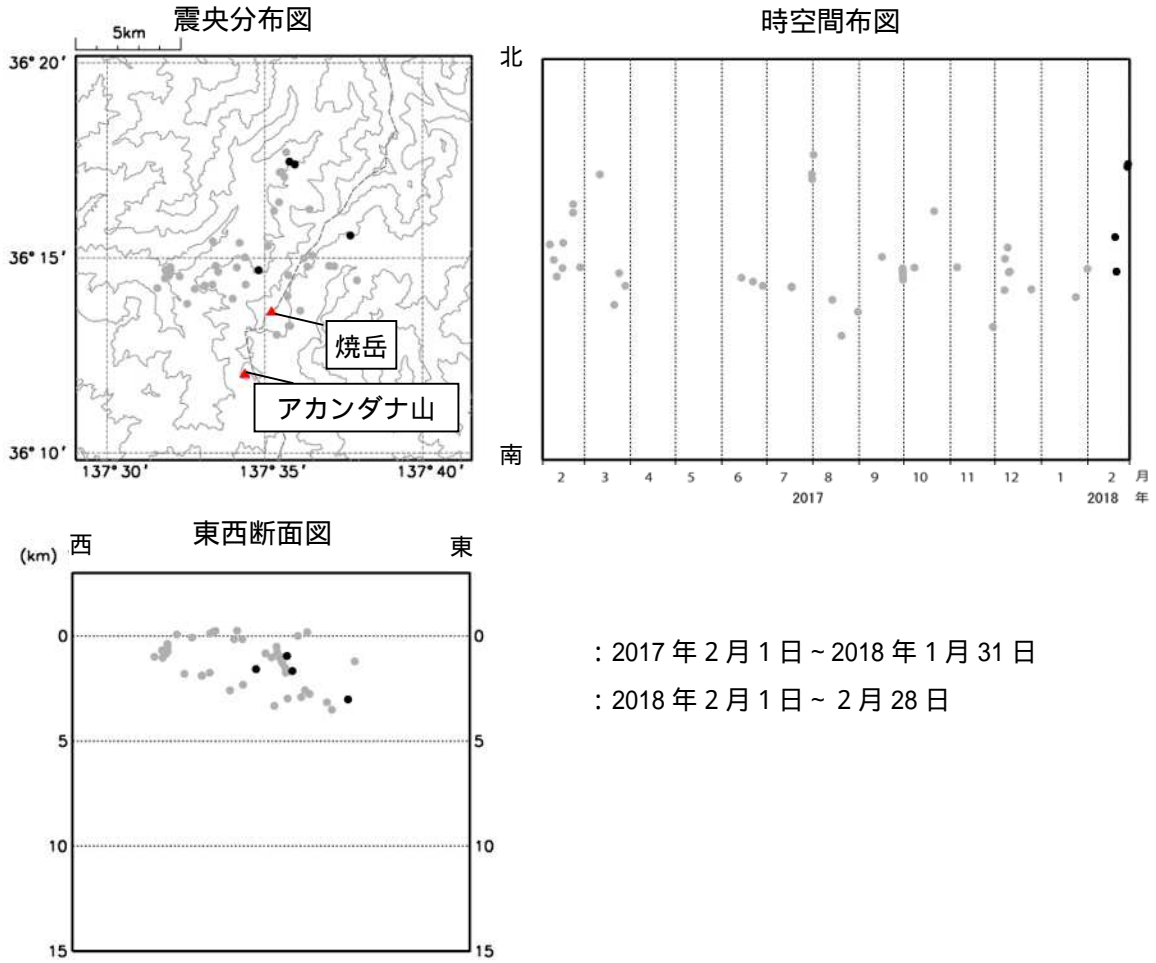 震央分布図
5km
36°20′
36°15′
36°10′
137°30′ 137°35′ 137°40′
焼岳
アカンダナ山
時空間布図
北
南
2 3 4 5 6 7 8 9 10 11 12 1 2 月
2017 2018 年
東西断面図
(km) 西 東
0 0
5 5
10 10
15 15
：2017 年 2 月 1 日 ~ 2018 年 1 月 31 日
：2018 年 2 月 1 日 ~ 2 月 28 日